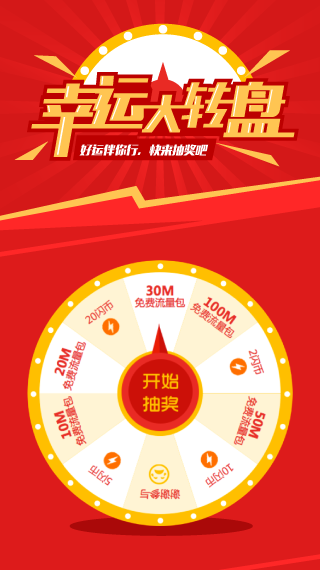 幸运大转盘
好运伴你行，快来抽奖吧
30M
免费流量包
100M
免费流量包
2闪币
50M
免费流量包
10闪币
谢谢参与
5闪币
10M
免费流量包
20M
免费流量包
20闪币
开始
抽奖